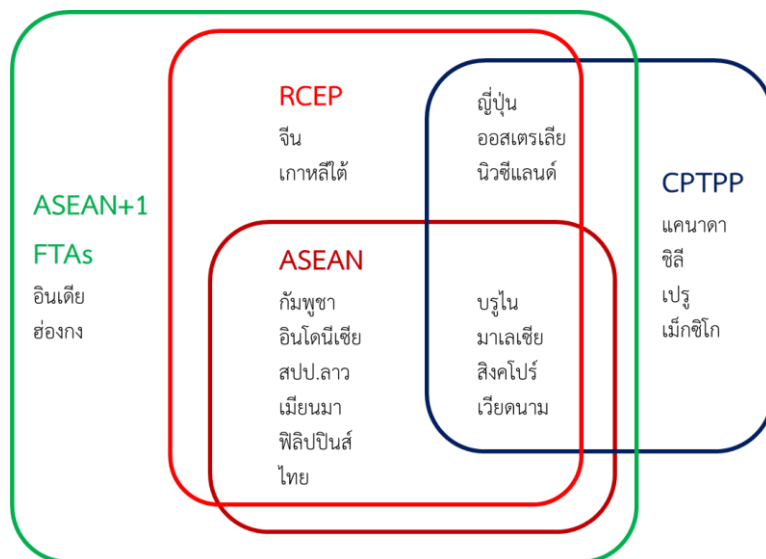 RCEP
จีน
เกาหลีใต้
ญี่ปุ่น
ออสเตรเลีย
นิวซีแลนด์
CPTPP
แคนาดา
ชิลี
เปรู
เม็กซิโก
ASEAN+1
FTAs
อินเดีย
ฮ่องกง
ASEAN
กัมพูชา
อินโดนีเซีย
สปป.ลาว
เมียนมา
ฟิลิปปินส์
ไทย
บรูไน
มาเลเซีย
สิงคโปร์
เวียดนาม